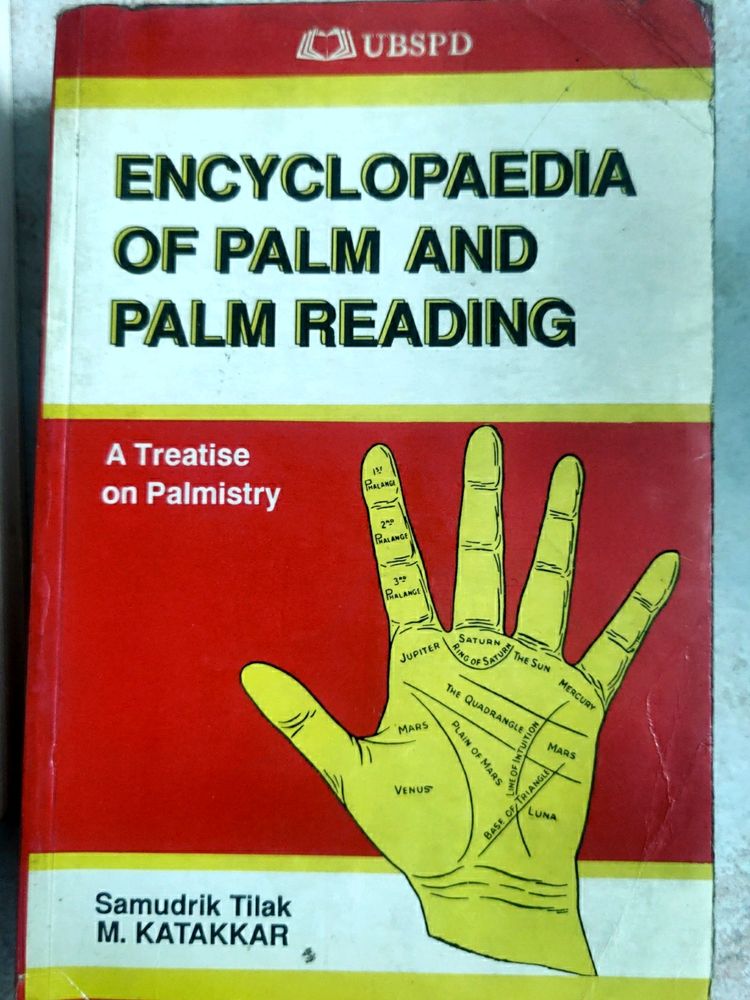 UBSPD
ENCYCLOPAEDIA
OF PALM AND
PALM READING
A Treatise
on Palmistry
1ST
PHALANGE
2ND
PHALANGE
3RD
PHALANGE
JUPITER
SATURN
RING OF SATURN
THE SUN
MERCURY
THE QUADRANGLE
MARS
PLAIN OF MARS
LINE OF INTUITION
MARS
VENUS
BASE OF TRIANGLE
LUNA
Samudrik Tilak
M. KATAKKAR